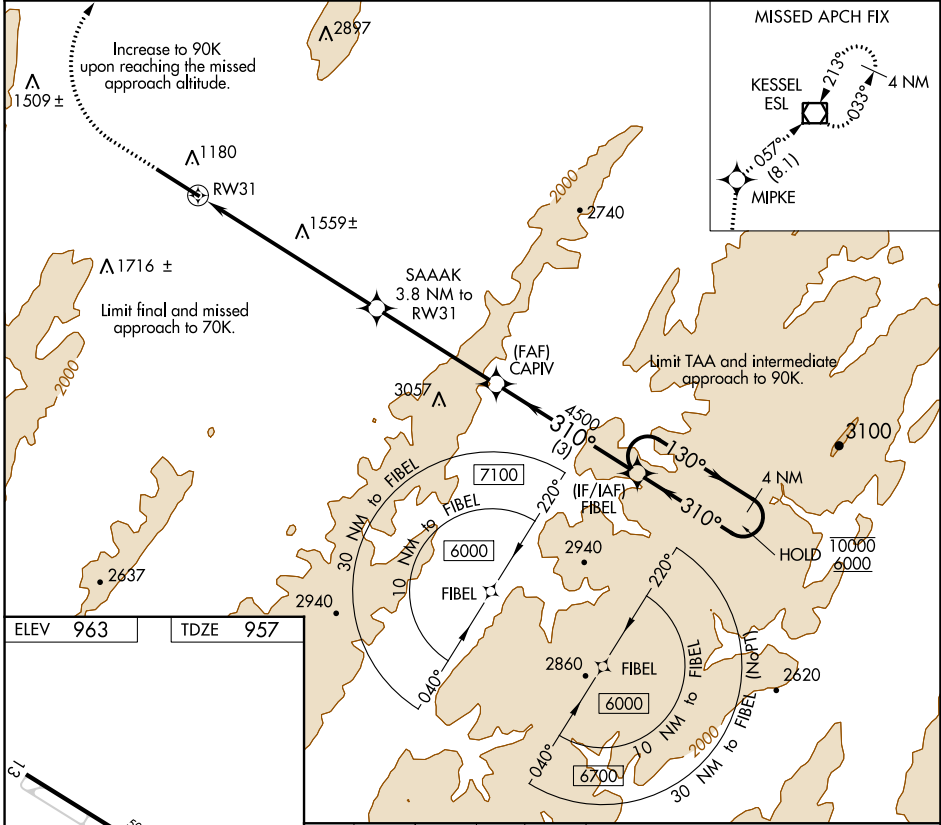 2897
MISSED APCH FIX
Increase to 90K
upon reaching the missed
approach altitude.
1509 ±
213°
4 NM
KESSEL
ESL
033°
057°
(8.1)
MIPKE
1180
RW31
1559 ±
2000
2740
1716 ±
SAAAK
3.8 NM to
RW31
Limit final and missed
approach to 70K.
2000
(FAF)
CAPIV
Limit TAA and intermediate
approach to 90K.
3057
4500
310°
(3)
3100
130°
4 NM
(IF/IAF)
FIBEL
310°
HOLD
10000
6000
30 NM to FIBEL
7100
220°
10 NM to FIBEL
6000
FIBEL
040°
2940
2637
2940
220°
2860
FIBEL
6000
10 NM to FIBEL
30 NM to FIBEL (NoPT)
2620
2000
040°
6700
ELEV 963
TDZE 957
13